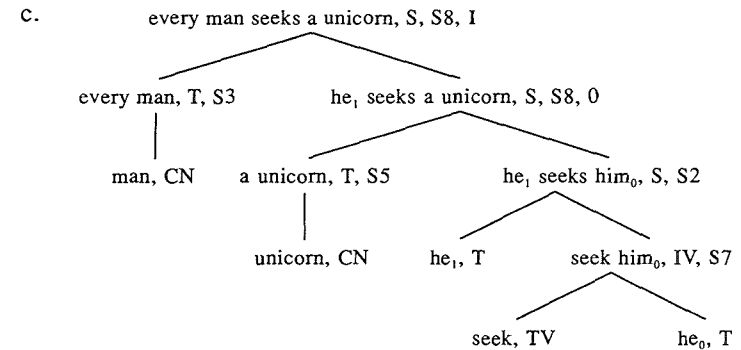 c. every man seeks a unicorn, S, S8, I
every man, T, S3 he₁ seeks a unicorn, S, S8, 0
man, CN a unicorn, T, S5 he₁ seeks him₀, S, S2
unicorn, CN he₁, T seek him₀, IV, S7
seek, TV he₀, T